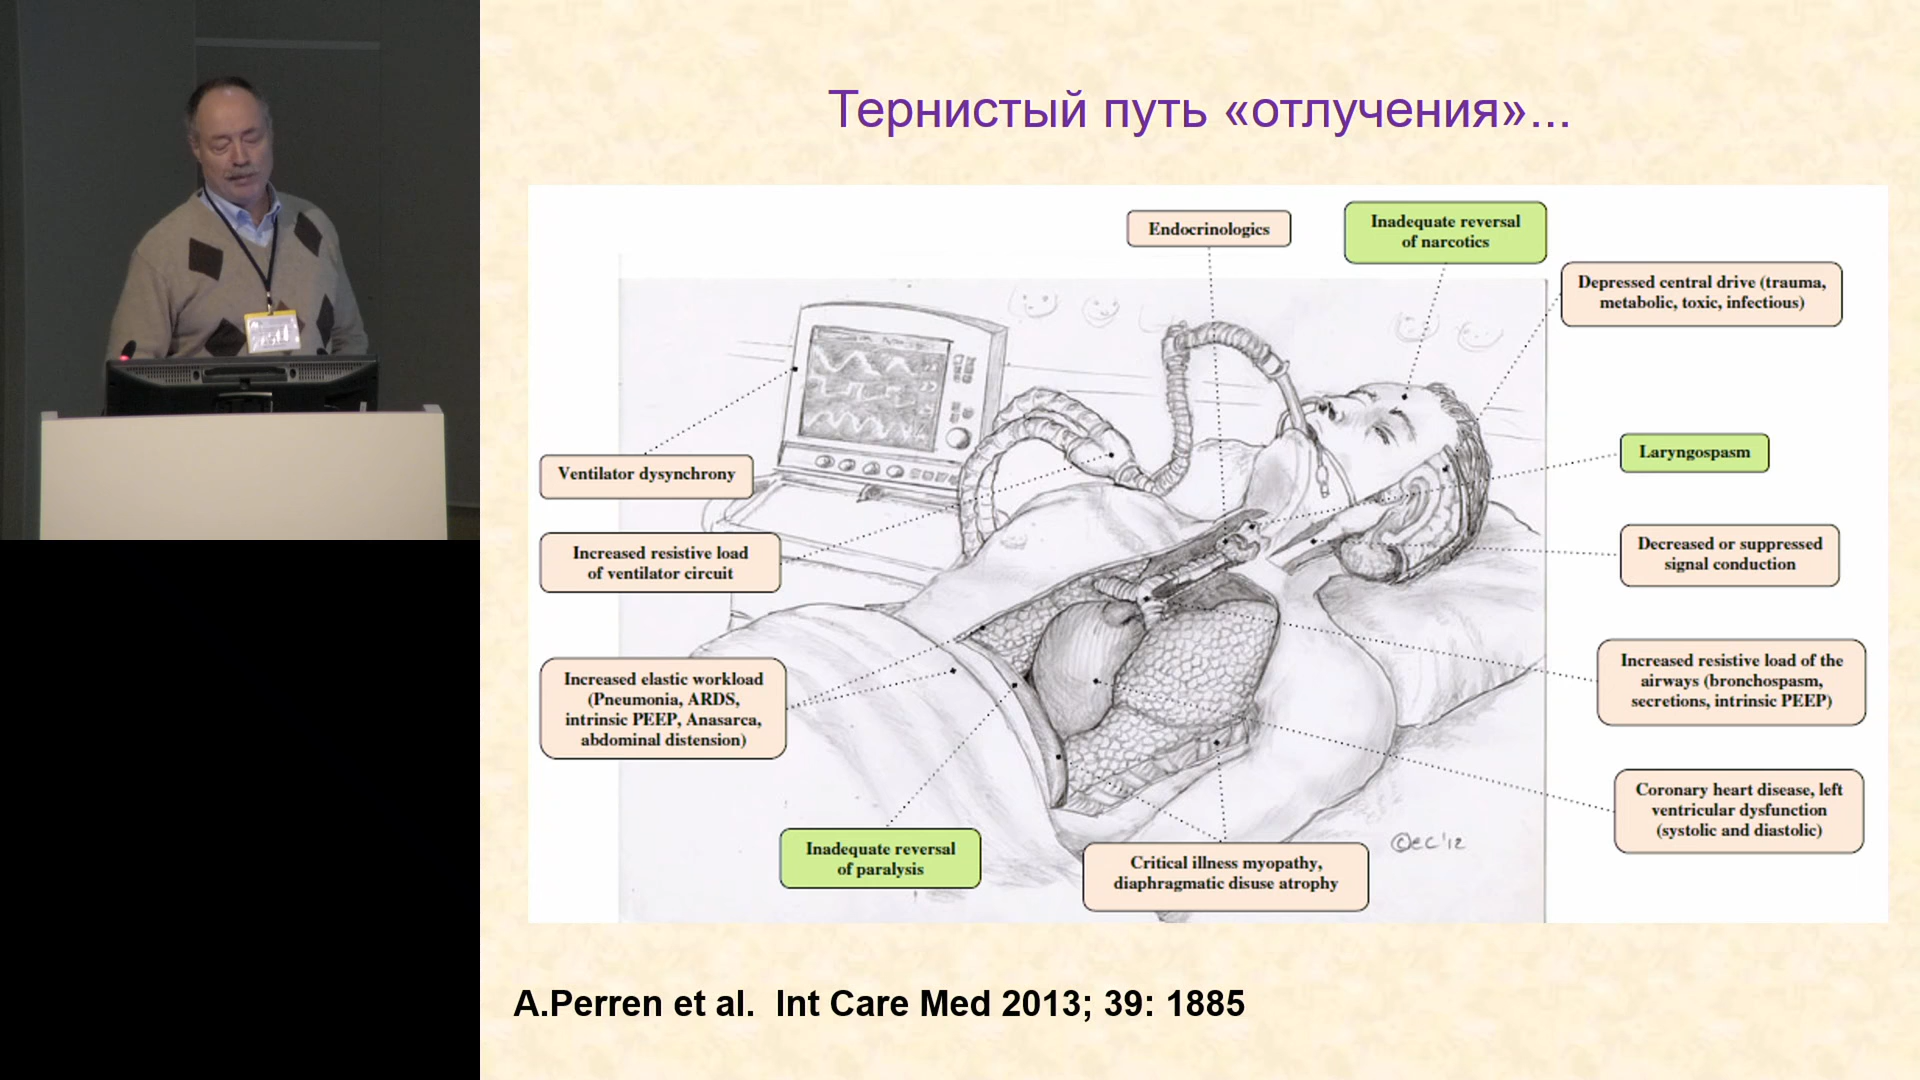 Тернистый путь «отлучения»...
Endocrinologics
Inadequate reversal
of narcotics
Depressed central drive (trauma,
metabolic, toxic, infectious)
Ventilator dysynchrony
Laryngospasm
Increased resistive load
of ventilator circuit
Decreased or suppressed
signal conduction
Increased elastic workload
(Pneumonia, ARDS,
intrinsic PEEP, Anasarca,
abdominal distension)
Increased resistive load of the
airways (bronchospasm,
secretions, intrinsic PEEP)
Coronary heart disease, left
ventricular dysfunction
(systolic and diastolic)
Inadequate reversal
of paralysis
Critical illness myopathy,
diaphragmatic disuse atrophy
©ec'12
A.Perren et al. Int Care Med 2013; 39: 1885